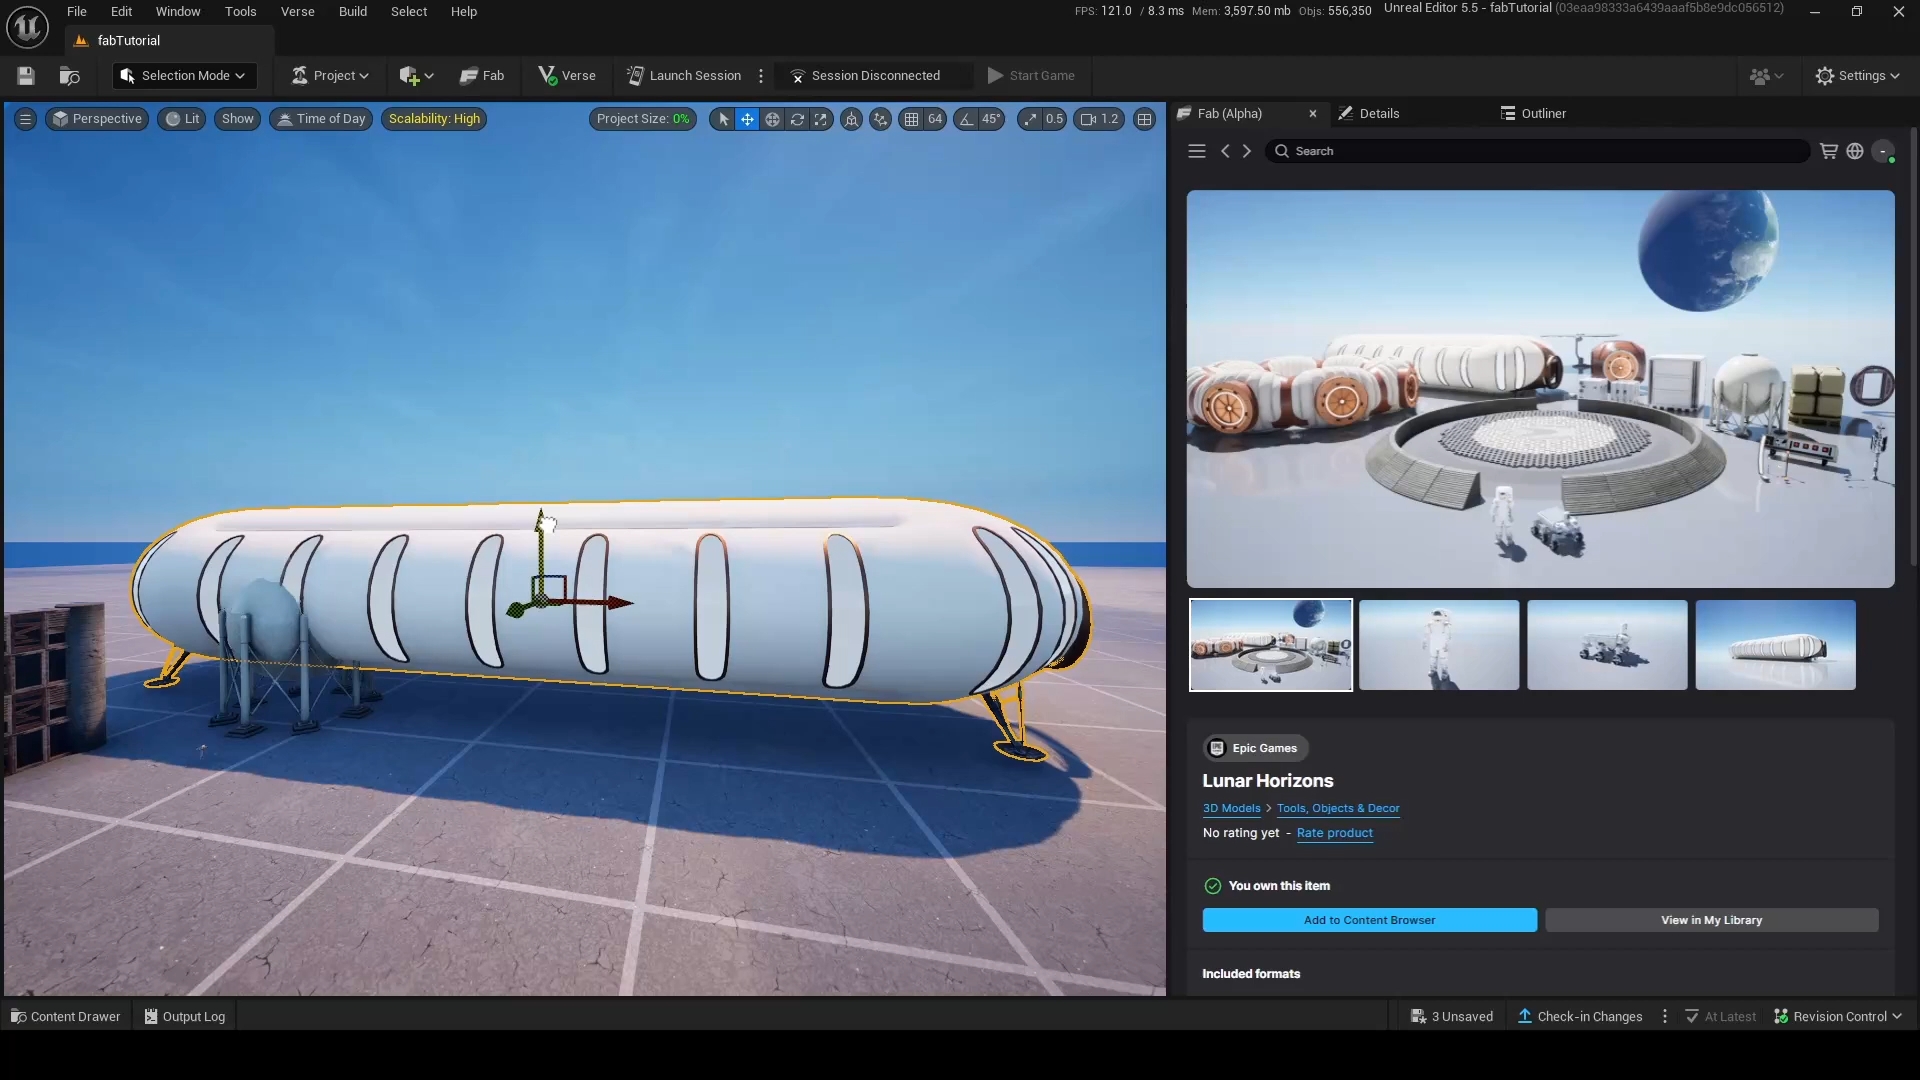 File Edit Window Tools Verse Build Select Help
FPS: 121.0 / 8.3 ms Mem: 3,597.50 mb Objs: 556,350 Unreal Editor 5.5 - fabTutorial (03eaa98333a6439aaaf5b8e9dc056512)
fabTutorial
Selection Mode Project Fab Verse Launch Session Session Disconnected Start Game Settings
Perspective Lit Show Time of Day Scalability: High Project Size: 0% 64 45° 0.5 1.2
Fab (Alpha) Details Outliner
Search
Epic Games
Lunar Horizons
3D Models > Tools, Objects & Decor
No rating yet - Rate product
You own this item
Add to Content Browser View in My Library
Included formats
Content Drawer Output Log 3 Unsaved Check-in Changes At Latest Revision Control